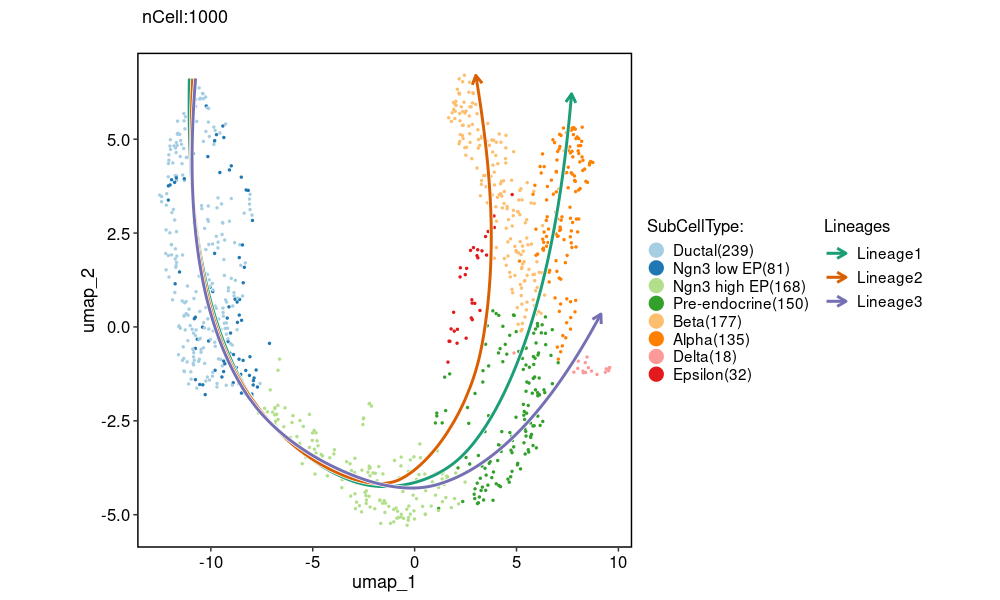 nCell:1000
5.0
2.5
0.0
-2.5
-5.0
-10
-5
0
5
10
umap_1
umap_2
SubCellType:
Ductal(239)
Ngn3 low EP(81)
Ngn3 high EP(168)
Pre-endocrine(150)
Beta(177)
Alpha(135)
Delta(18)
Epsilon(32)
Lineages
Lineage1
Lineage2
Lineage3